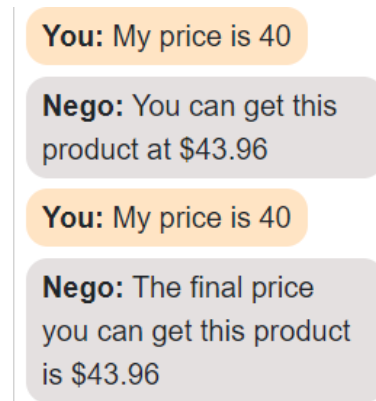 You: My price is 40
Nego: You can get this
product at $43.96
You: My price is 40
Nego: The final price
you can get this product
is $43.96